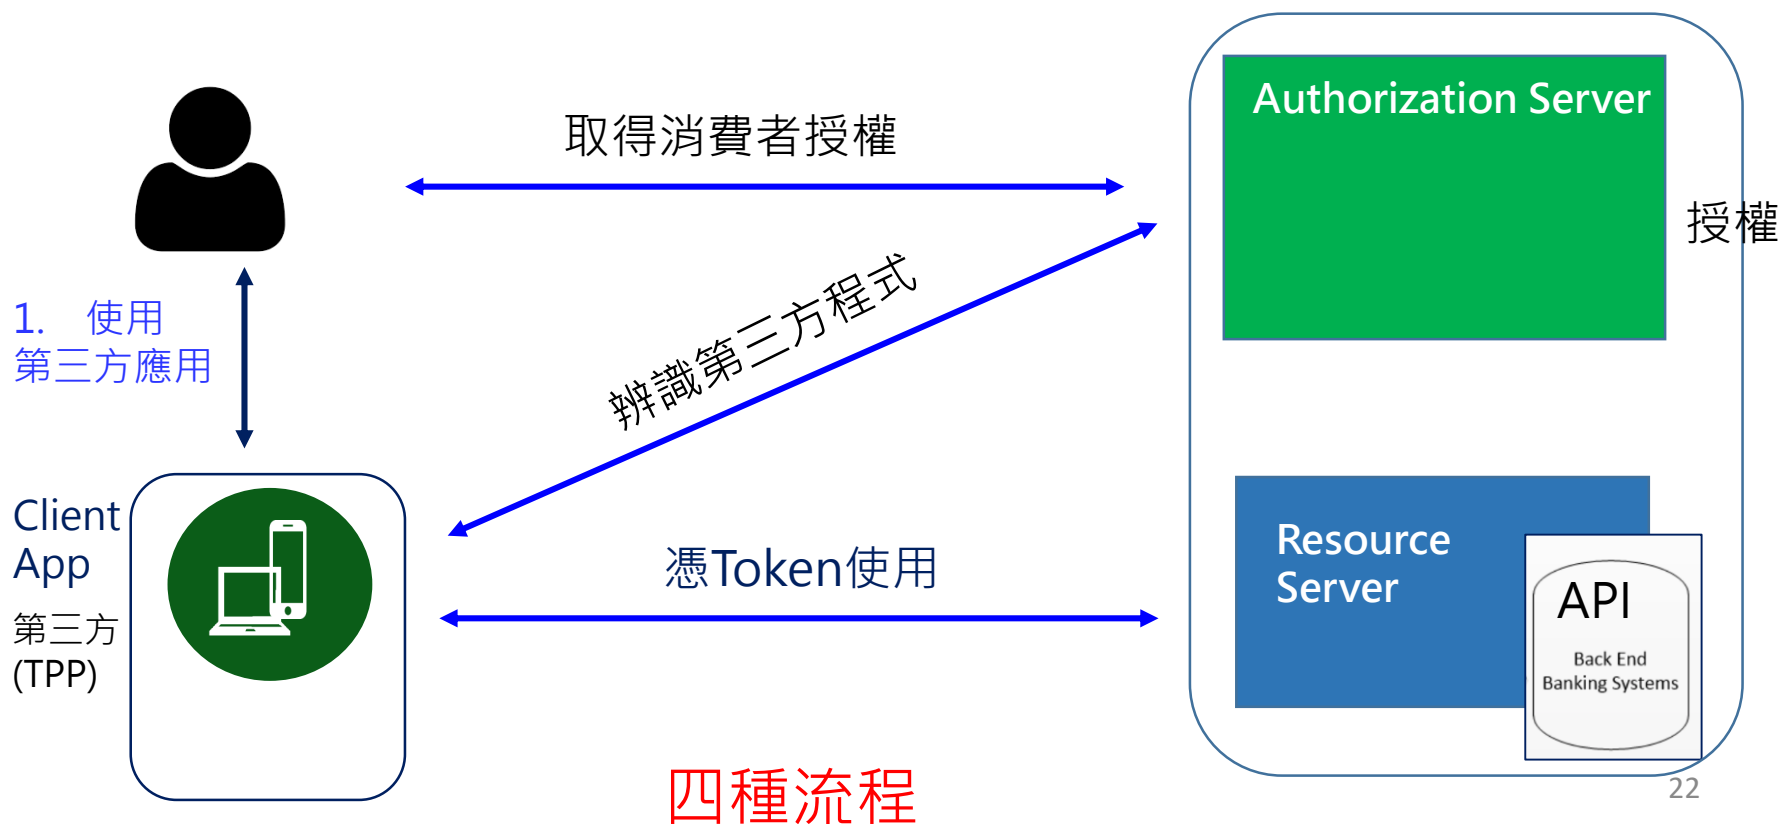 Authorization Server
取得消費者授權
授權
辨識第三方程式
1. 使用
第三方應用
Client
App
第三方
(TPP)
憑Token使用
Resource
Server
API
Back End
Banking Systems
四種流程
22